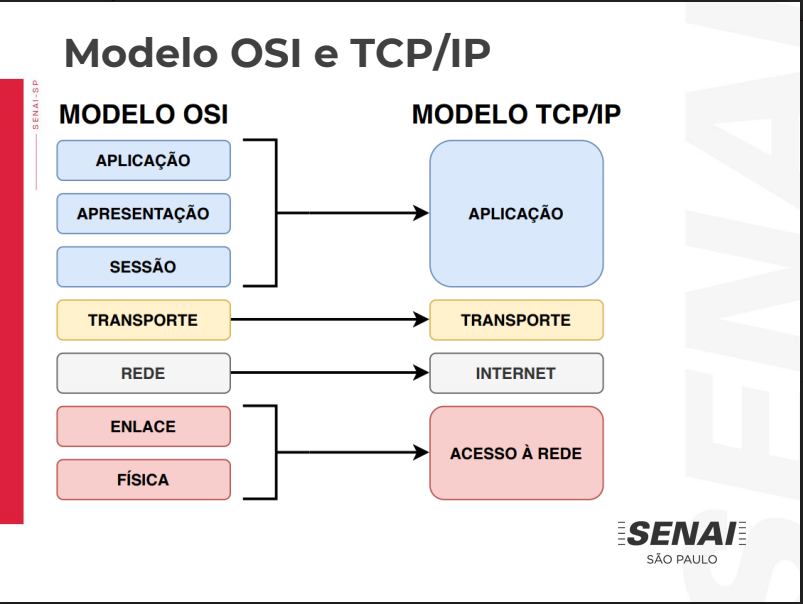 Modelo OSI e TCP/IP
SENAI-SP
MODELO OSI
MODELO TCP/IP
APLICAÇÃO
APRESENTAÇÃO
SESSÃO
TRANSPORTE
REDE
ENLACE
FÍSICA
APLICAÇÃO
TRANSPORTE
INTERNET
ACESSO À REDE
SENAI
SÃO PAULO
SENAI